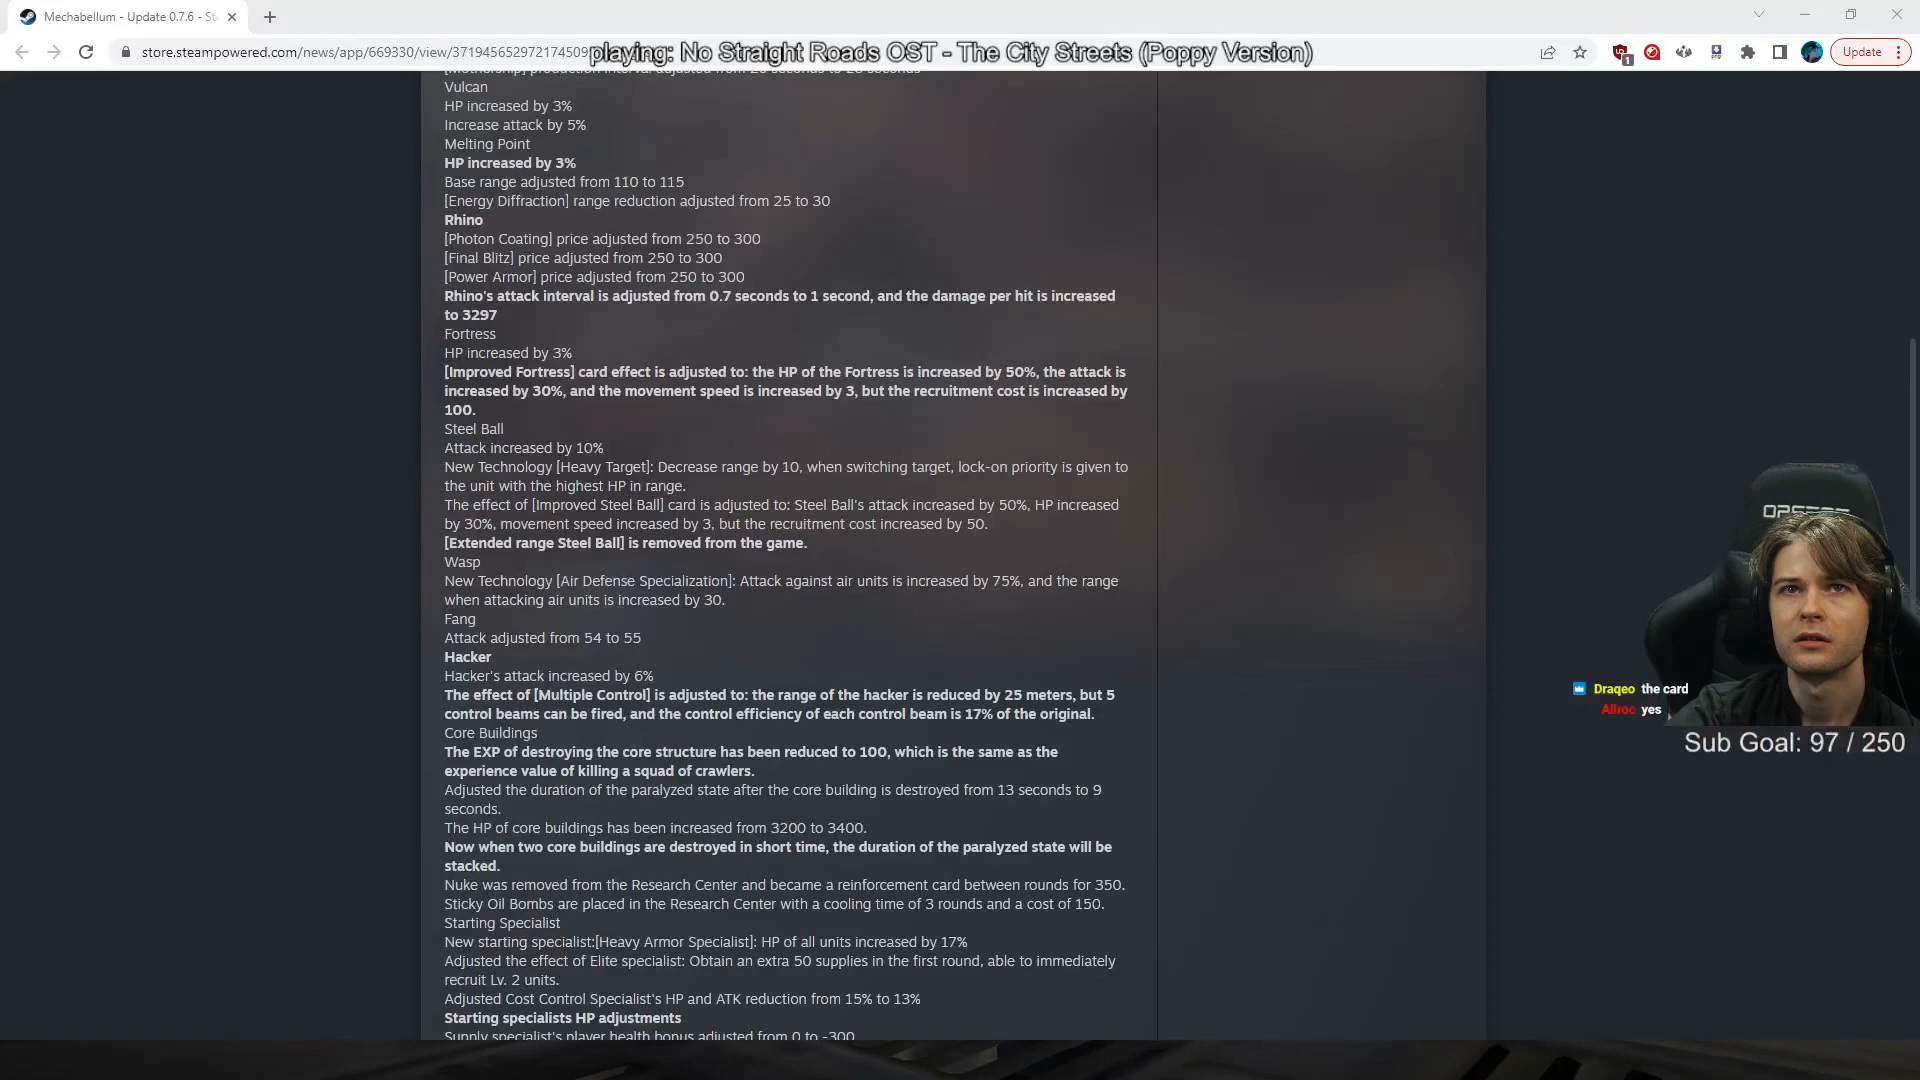 Mechabellum - Update 0.7.6 - St
store.steampowered.com/news/app/669330/view/371945652972174509
playing: No Straight Roads OST - The City Streets (Poppy Version)
1
Update
[Mothership] production interval adjusted from 20 seconds to 28 seconds
Vulcan
HP increased by 3%
Increase attack by 5%
Melting Point
HP increased by 3%
Base range adjusted from 110 to 115
[Energy Diffraction] range reduction adjusted from 25 to 30
Rhino
[Photon Coating] price adjusted from 250 to 300
[Final Blitz] price adjusted from 250 to 300
[Power Armor] price adjusted from 250 to 300
Rhino's attack interval is adjusted from 0.7 seconds to 1 second, and the damage per hit is increased
to 3297
Fortress
HP increased by 3%
[Improved Fortress] card effect is adjusted to: the HP of the Fortress is increased by 50%, the attack is
increased by 30%, and the movement speed is increased by 3, but the recruitment cost is increased by
100.
Steel Ball
Attack increased by 10%
New Technology [Heavy Target]: Decrease range by 10, when switching target, lock-on priority is given to
the unit with the highest HP in range.
The effect of [Improved Steel Ball] card is adjusted to: Steel Ball's attack increased by 50%, HP increased
by 30%, movement speed increased by 3, but the recruitment cost increased by 50.
[Extended range Steel Ball] is removed from the game.
Wasp
New Technology [Air Defense Specialization]: Attack against air units is increased by 75%, and the range
when attacking air units is increased by 30.
Fang
Attack adjusted from 54 to 55
Hacker
Hacker's attack increased by 6%
The effect of [Multiple Control] is adjusted to: the range of the hacker is reduced by 25 meters, but 5
control beams can be fired, and the control efficiency of each control beam is 17% of the original.
Core Buildings
The EXP of destroying the core structure has been reduced to 100, which is the same as the
experience value of killing a squad of crawlers.
Adjusted the duration of the paralyzed state after the core building is destroyed from 13 seconds to 9
seconds.
The HP of core buildings has been increased from 3200 to 3400.
Now when two core buildings are destroyed in short time, the duration of the paralyzed state will be
stacked.
Nuke was removed from the Research Center and became a reinforcement card between rounds for 350.
Sticky Oil Bombs are placed in the Research Center with a cooling time of 3 rounds and a cost of 150.
Starting Specialist
New starting specialist:[Heavy Armor Specialist]: HP of all units increased by 17%
Adjusted the effect of Elite specialist: Obtain an extra 50 supplies in the first round, able to immediately
recruit Lv. 2 units.
Adjusted Cost Control Specialist's HP and ATK reduction from 15% to 13%
Starting specialists HP adjustments
Supply specialist's player health bonus adjusted from 0 to -300
Draqeo the card
Allroc yes
Sub Goal: 97 / 250